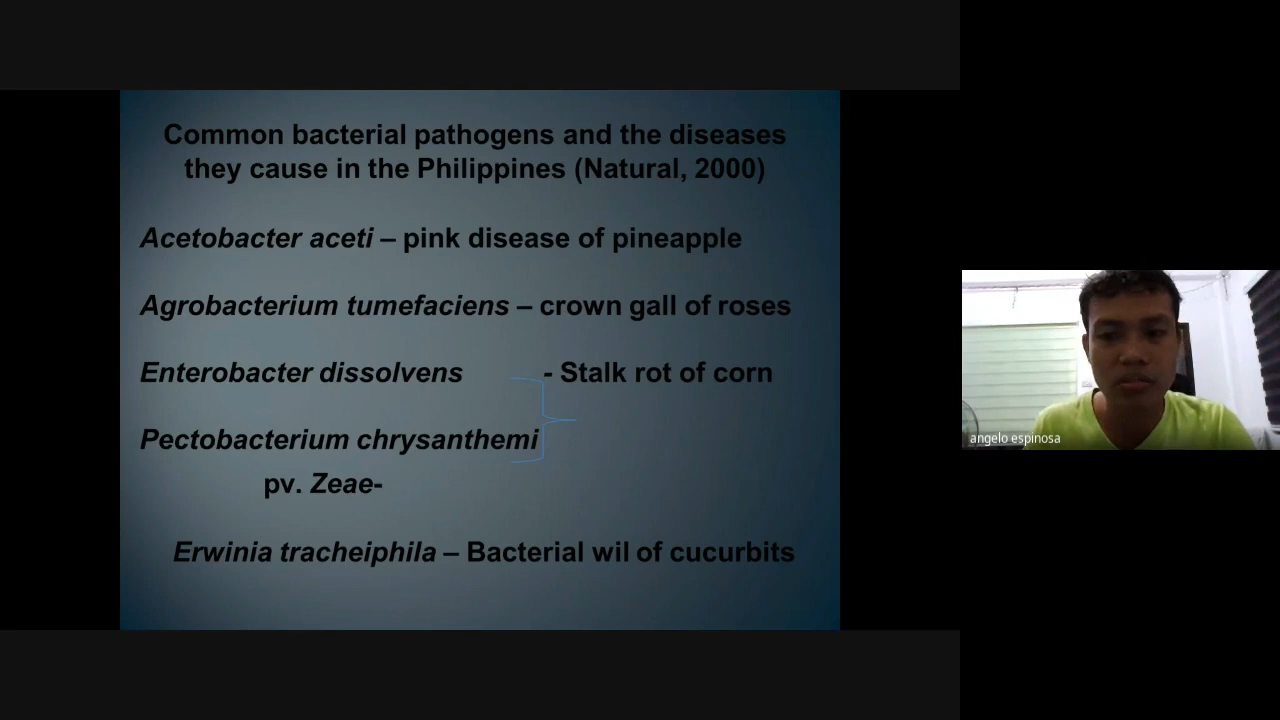 Common bacterial pathogens and the diseases
they cause in the Philippines (Natural, 2000)
Acetobacter aceti – pink disease of pineapple
Agrobacterium tumefaciens – crown gall of roses
Enterobacter dissolvens - Stalk rot of corn
Pectobacterium chrysanthemi
pv. Zeae-
Erwinia tracheiphila – Bacterial wil of cucurbits
angelo espinosa